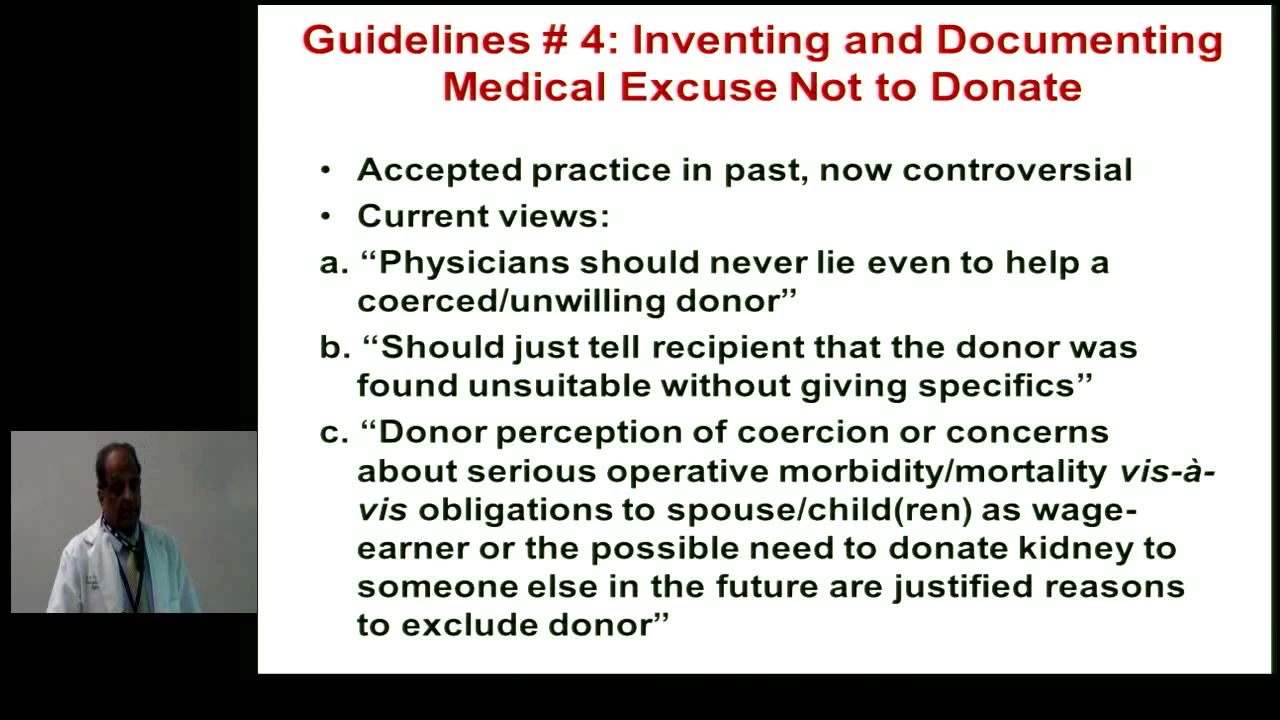 Guidelines # 4: Inventing and Documenting
Medical Excuse Not to Donate
• Accepted practice in past, now controversial
• Current views:
a. “Physicians should never lie even to help a
coerced/unwilling donor”
b. “Should just tell recipient that the donor was
found unsuitable without giving specifics”
c. “Donor perception of coercion or concerns
about serious operative morbidity/mortality vis-à-
vis obligations to spouse/child(ren) as wage-
earner or the possible need to donate kidney to
someone else in the future are justified reasons
to exclude donor”